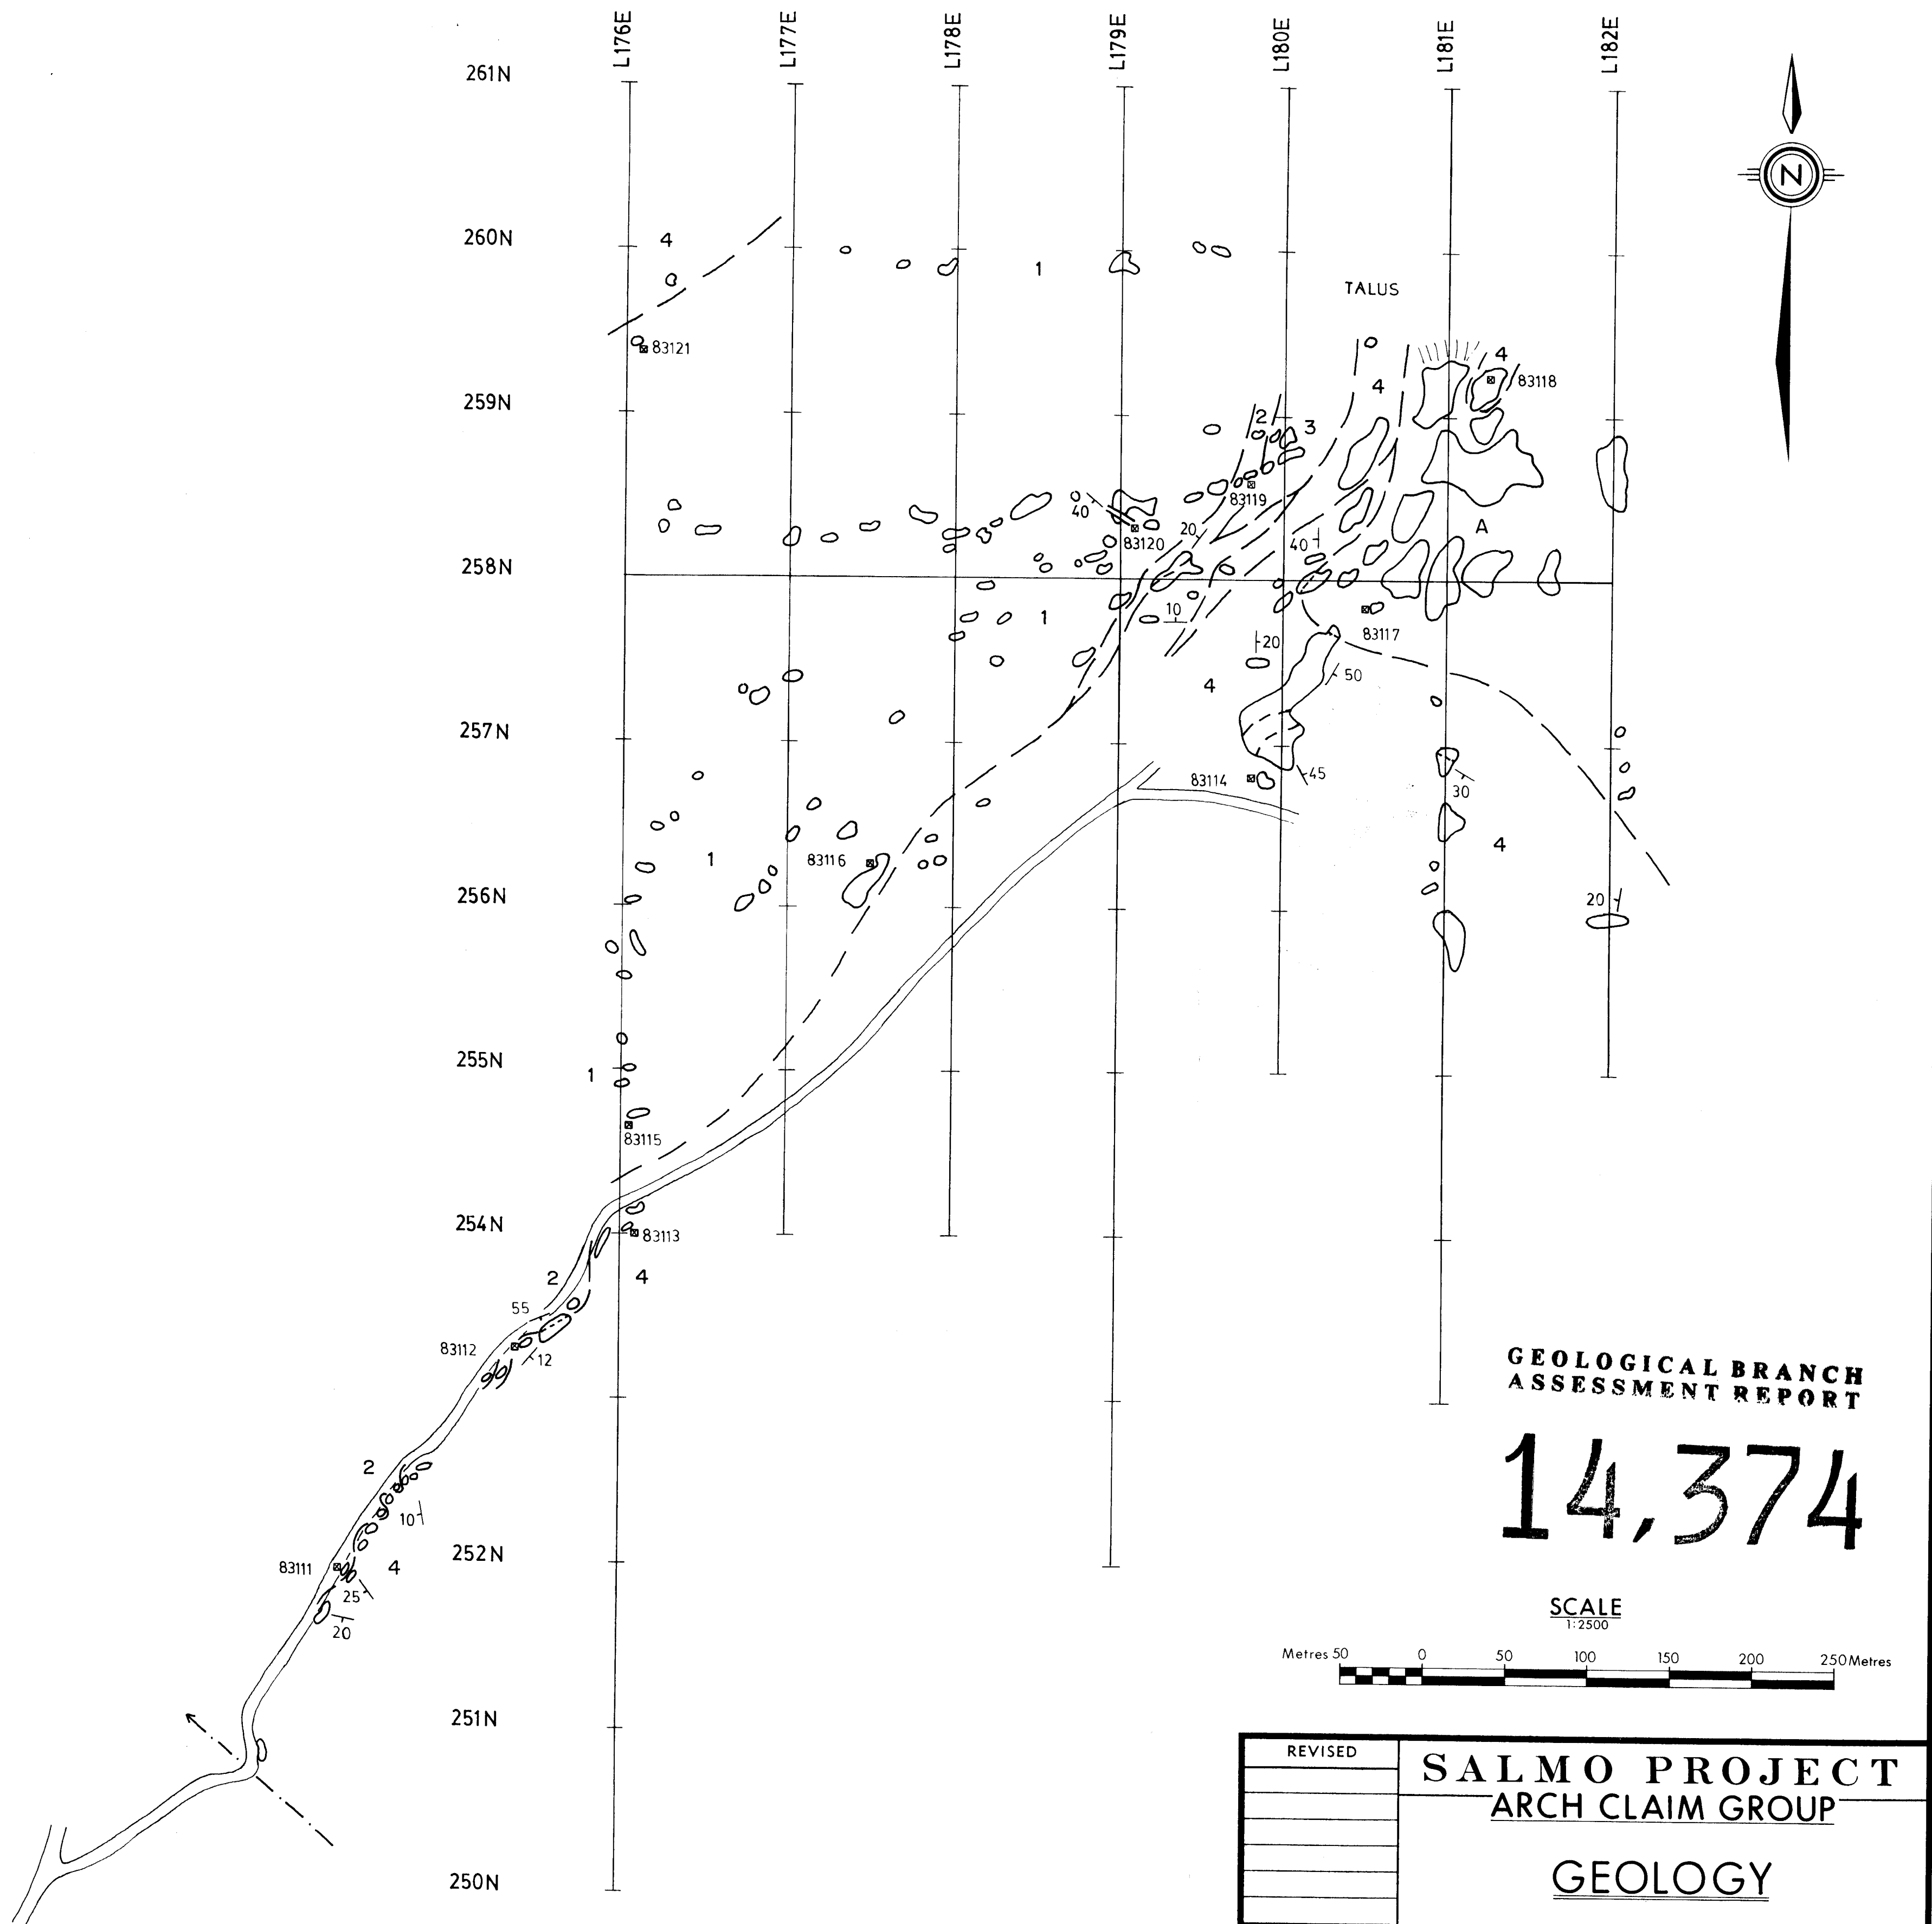 L176E
L177E
L178E
L179E
L180E
L181E
L182E
261N
N
260N
4
1
TALUS
83121
4
4
83118
259N
2
3
83119
40
83120
20
40
A
258N
1
10
83117
20
50
4
257N
83114
45
30
1
83116
4
256N
20
255N
1
83115
254N
83113
2
4
55
83112
12
GEOLOGICAL BRANCH
ASSESSMENT REPORT
14,374
2
10
252N
83111
4
25
20
SCALE
1:2500
Metres 50 0 50 100 150 200 250 Metres
251N
REVISED
SALMO PROJECT
ARCH CLAIM GROUP
GEOLOGY
250N